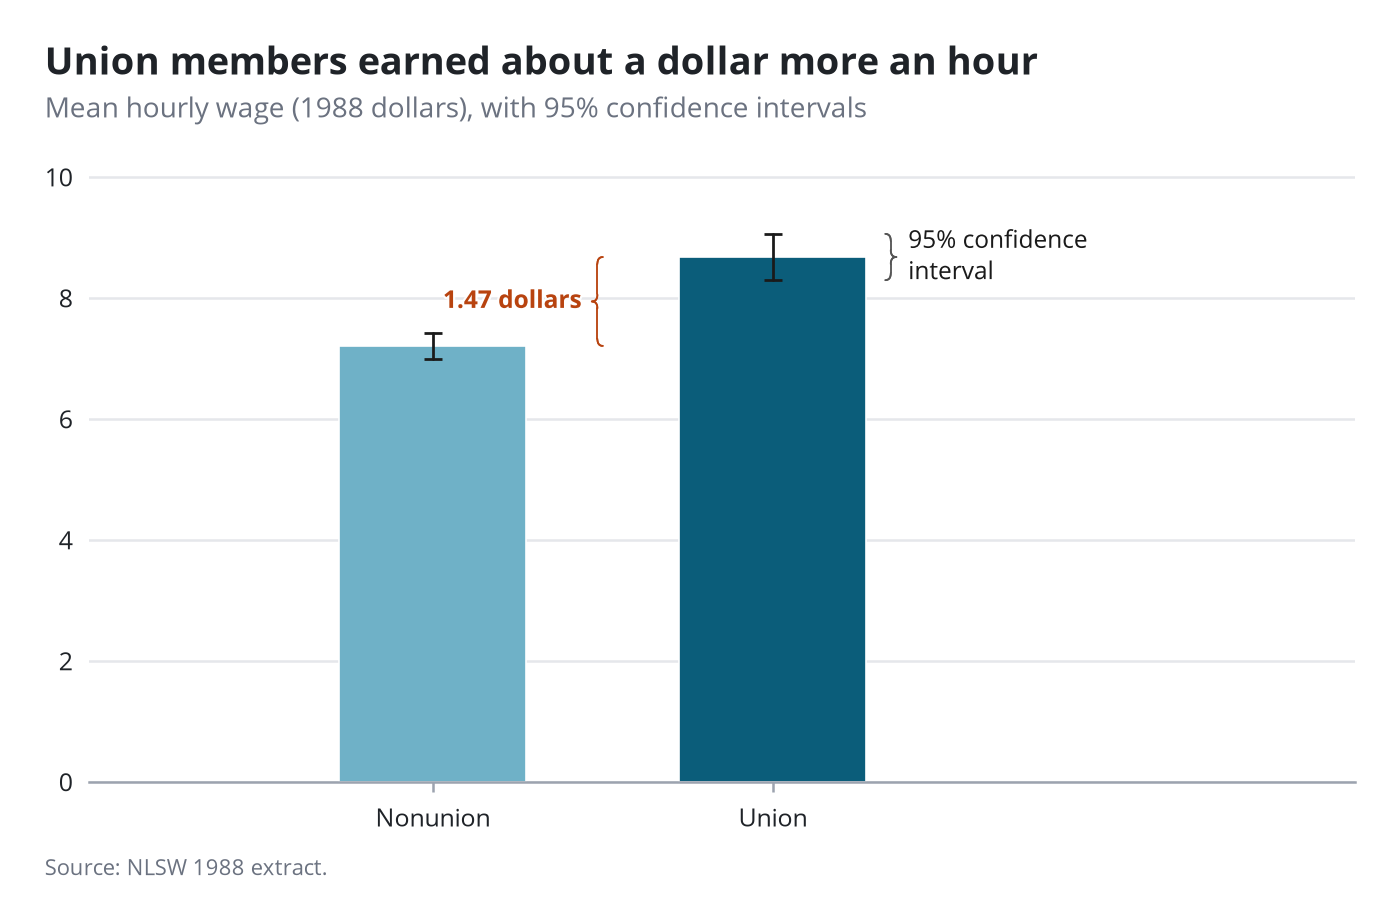 Union members earned about a dollar more an hour
Mean hourly wage (1988 dollars), with 95% confidence intervals
10
8
6
4
2
0
1.47 dollars
95% confidence
interval
Nonunion
Union
Source: NLSW 1988 extract.